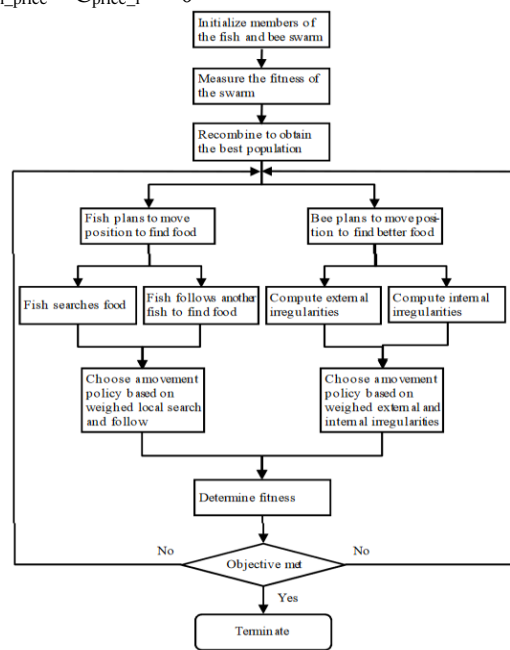 Initialize members of
the fish and bee swarm
Measure the fitness of
the swarm
Recombine to obtain
the best population
Fish plans to move
position to find food
Bee plans to move posi-
tion to find better food
Fish searches food
Fish follows another
fish to find food
Compute external
irregularities
Compute internal
irregularities
Choose a movement
policy based on
weighed local search
and follow
Choose a movement
policy based on
weighed external and
internal irregularities
Determine fitness
No
Objective met
No
Yes
Terminate